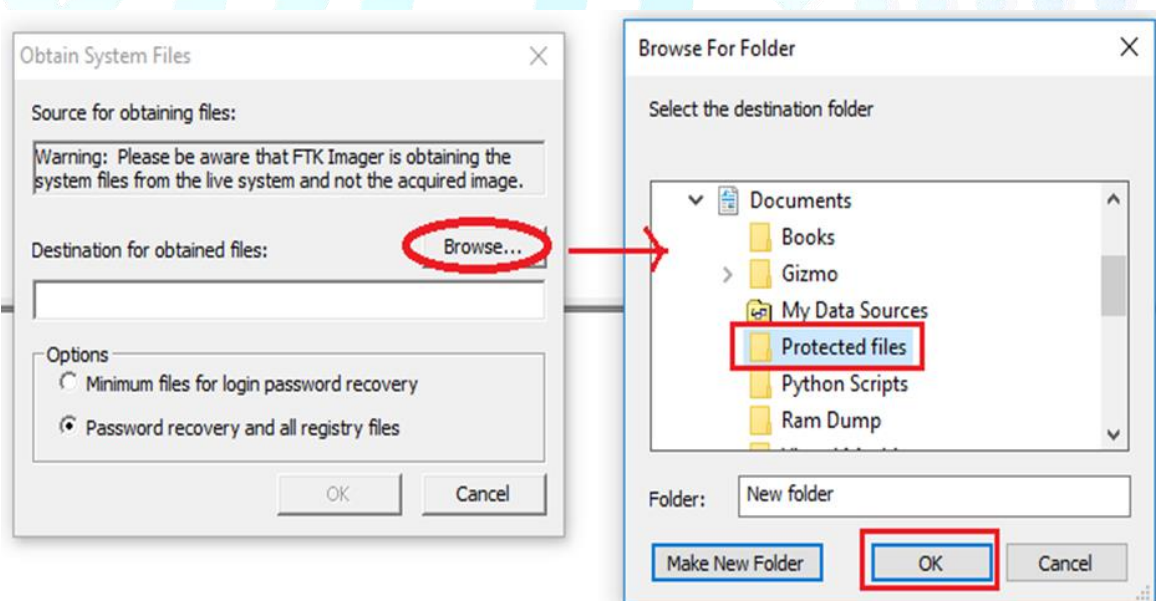 Obtain System Files
Source for obtaining files:
Warning: Please be aware that FTK Imager is obtaining the
system files from the live system and not the acquired image.
Destination for obtained files:
Browse...
Options
Minimum files for login password recovery
Password recovery and all registry files
OK
Cancel
Browse For Folder
Select the destination folder
Documents
Books
Gizmo
My Data Sources
Protected files
Python Scripts
Ram Dump
Folder:
New folder
Make New Folder
OK
Cancel